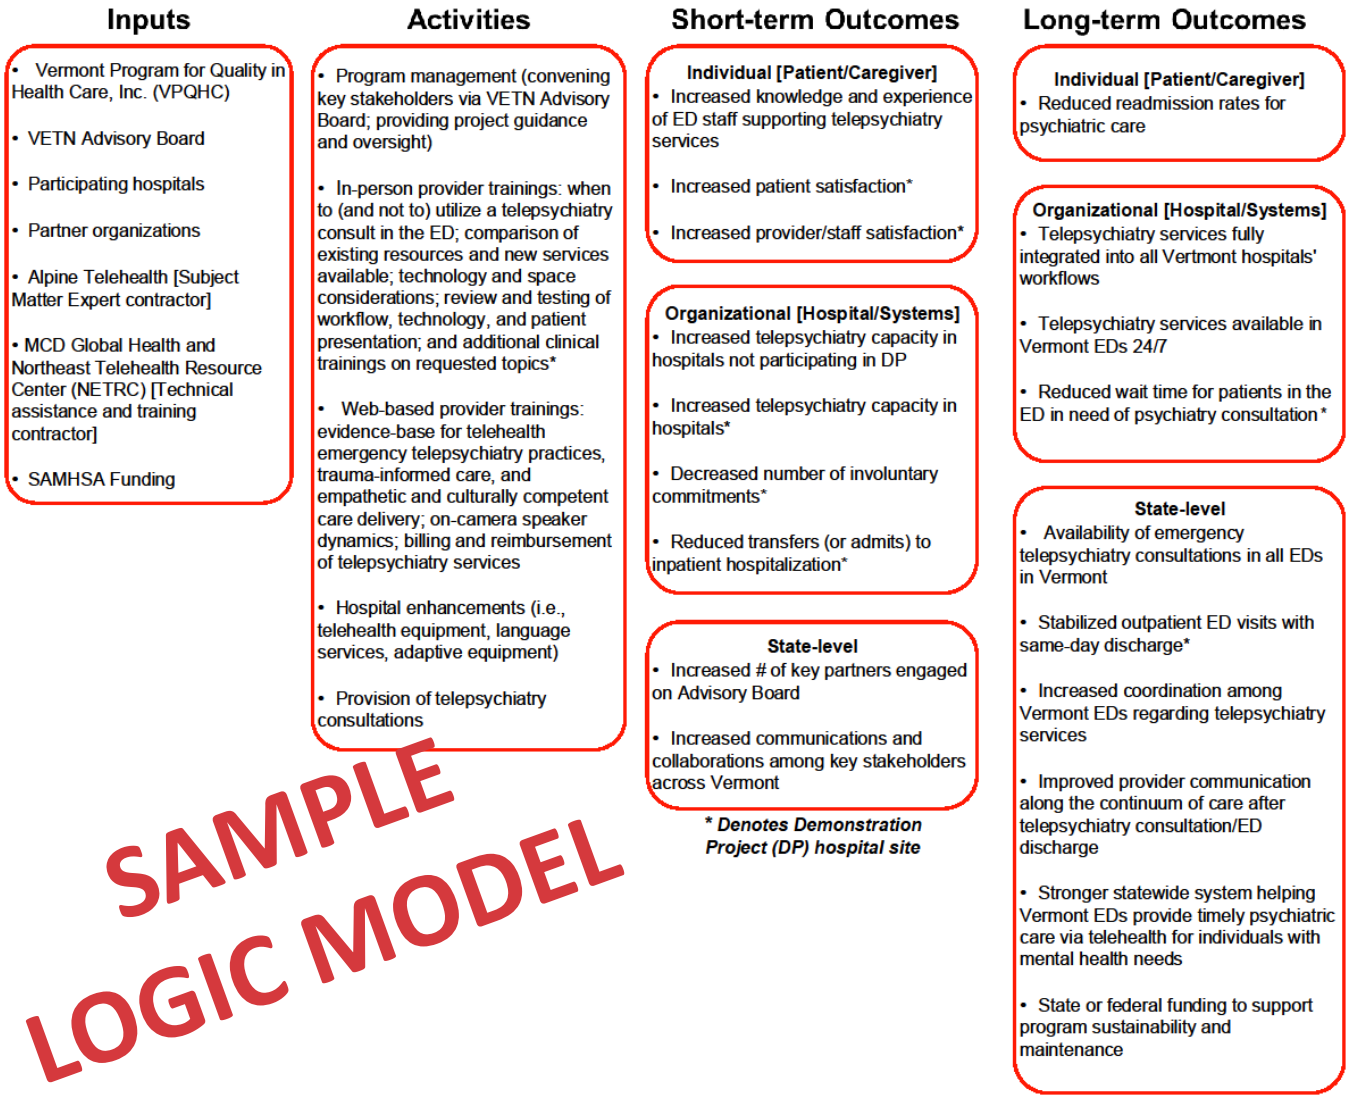 Inputs
• Vermont Program for Quality in
Health Care, Inc. (VPQHC)
• VETN Advisory Board
• Participating hospitals
• Partner organizations
• Alpine Telehealth [Subject
Matter Expert contractor]
• MCD Global Health and
Northeast Telehealth Resource
Center (NETRC) [Technical
assistance and training
contractor]
• SAMHSA Funding
Activities
• Program management (convening
key stakeholders via VETN Advisory
Board; providing project guidance
and oversight)
• In-person provider trainings: when
to (and not to) utilize a telepsychiatry
consult in the ED; comparison of
existing resources and new services
available; technology and space
considerations; review and testing of
workflow, technology, and patient
presentation; and additional clinical
trainings on requested topics*
• Web-based provider trainings:
evidence-base for telehealth
emergency telepsychiatry practices,
trauma-informed care, and
empathetic and culturally competent
care delivery; on-camera speaker
dynamics; billing and reimbursement
of telepsychiatry services
• Hospital enhancements (i.e.,
telehealth equipment, language
services, adaptive equipment)
• Provision of telepsychiatry
consultations
Short-term Outcomes
Individual [Patient/Caregiver]
• Increased knowledge and experience
of ED staff supporting telepsychiatry
services
• Increased patient satisfaction*
• Increased provider/staff satisfaction*
Organizational [Hospital/Systems]
• Increased telepsychiatry capacity in
hospitals not participating in DP
• Increased telepsychiatry capacity in
hospitals*
• Decreased number of involuntary
commitments*
• Reduced transfers (or admits) to
inpatient hospitalization*
State-level
• Increased # of key partners engaged
on Advisory Board
• Increased communications and
collaborations among key stakeholders
across Vermont
* Denotes Demonstration
Project (DP) hospital site
Long-term Outcomes
Individual [Patient/Caregiver]
• Reduced readmission rates for
psychiatric care
Organizational [Hospital/Systems]
• Telepsychiatry services fully
integrated into all Vertmont hospitals'
workflows
• Telepsychiatry services available in
Vermont EDs 24/7
• Reduced wait time for patients in the
ED in need of psychiatry consultation*
State-level
• Availability of emergency
telepsychiatry consultations in all EDs
in Vermont
• Stabilized outpatient ED visits with
same-day discharge*
• Increased coordination among
Vermont EDs regarding telepsychiatry
services
• Improved provider communication
along the continuum of care after
telepsychiatry consultation/ED
discharge
• Stronger statewide system helping
Vermont EDs provide timely psychiatric
care via telehealth for individuals with
mental health needs
• State or federal funding to support
program sustainability and
maintenance
SAMPLE
LOGIC MODEL